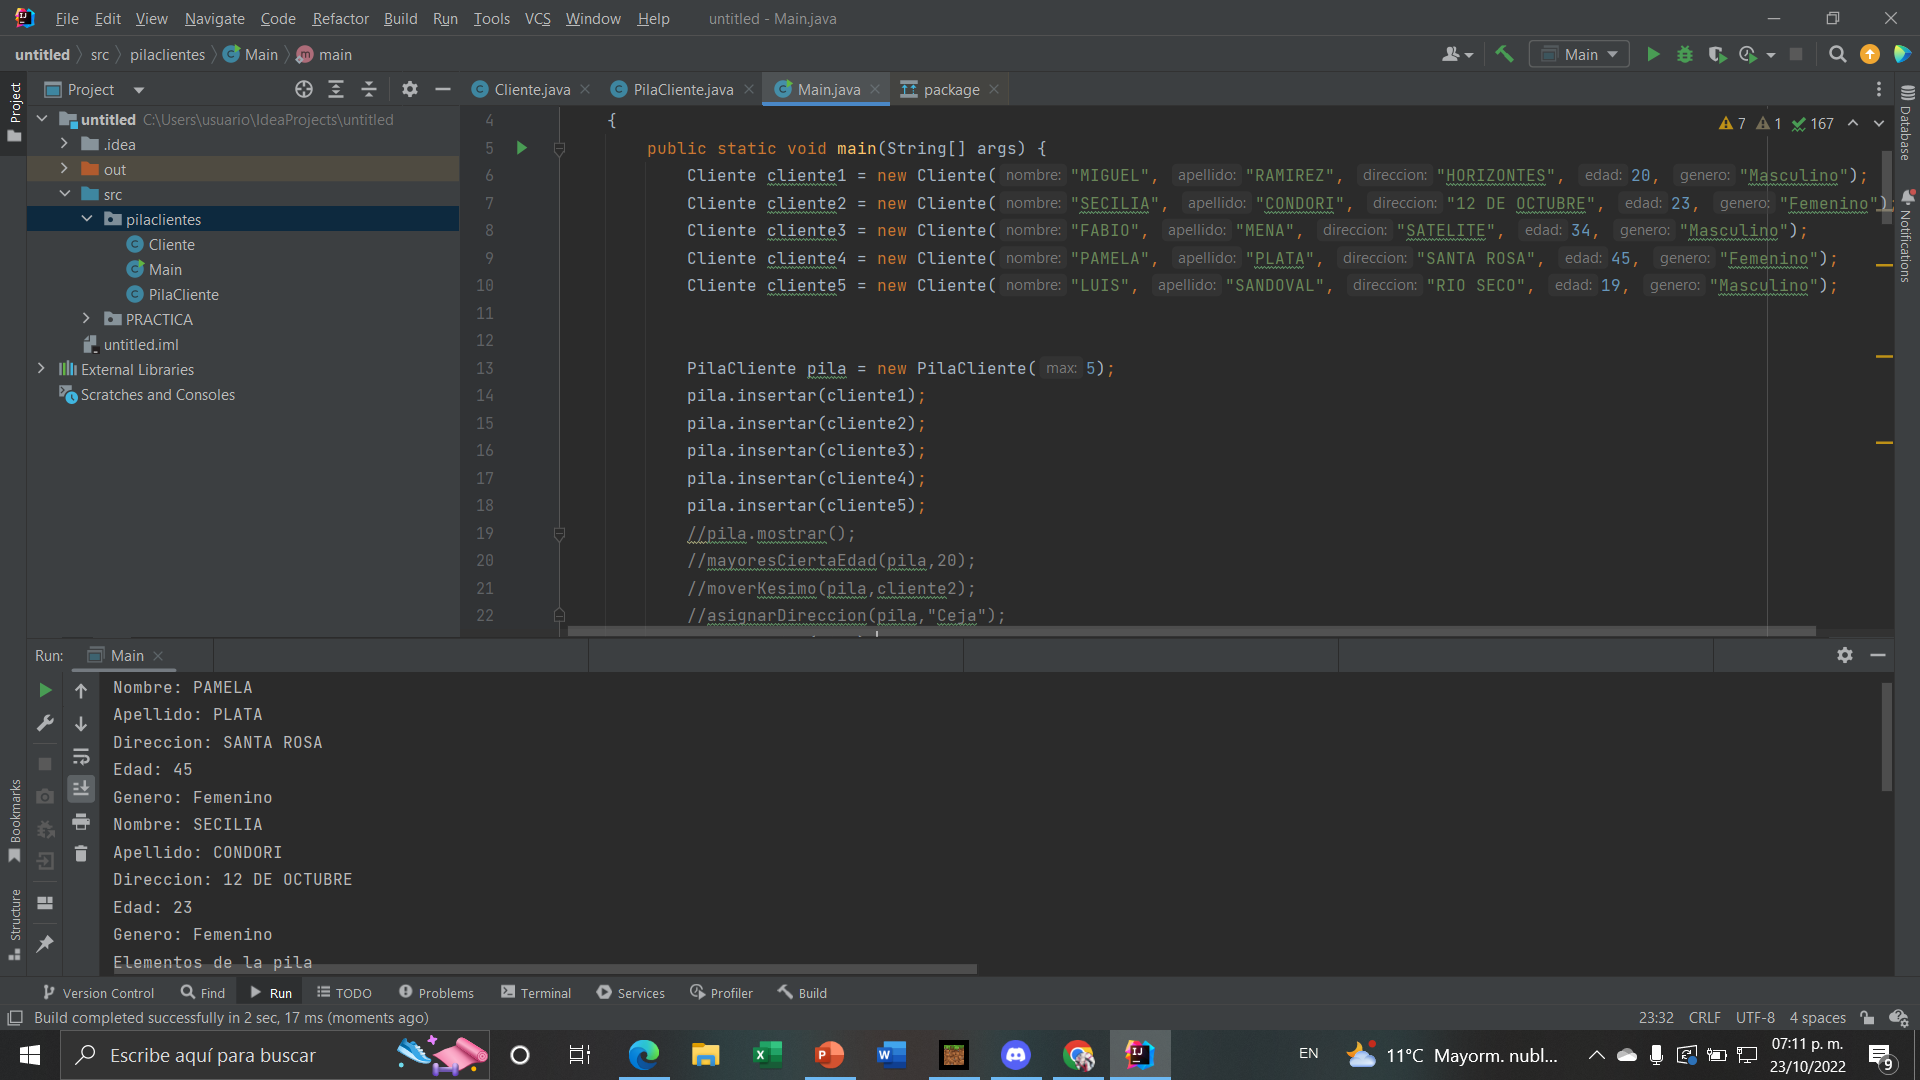 File Edit View Navigate Code Refactor Build Run Tools VCS Window Help untitled - Main.java
untitled src pilaclientes Main main Main
Project Cliente.java PilaCliente.java Main.java package
Project
untitled C:\Users\usuario\IdeaProjects\untitled
.idea
out
src
pilaclientes
Cliente
Main
PilaCliente
PRACTICA
untitled.iml
External Libraries
Scratches and Consoles
7 1 167
4 {
5 public static void main(String[] args) {
6 Cliente cliente1 = new Cliente( nombre: "MIGUEL", apellido: "RAMIREZ", direccion: "HORIZONTES", edad: 20, genero: "Masculino");
7 Cliente cliente2 = new Cliente( nombre: "SECILIA", apellido: "CONDORI", direccion: "12 DE OCTUBRE", edad: 23, genero: "Femenino")
8 Cliente cliente3 = new Cliente( nombre: "FABIO", apellido: "MENA", direccion: "SATELITE", edad: 34, genero: "Masculino");
9 Cliente cliente4 = new Cliente( nombre: "PAMELA", apellido: "PLATA", direccion: "SANTA ROSA", edad: 45, genero: "Femenino");
10 Cliente cliente5 = new Cliente( nombre: "LUIS", apellido: "SANDOVAL", direccion: "RIO SECO", edad: 19, genero: "Masculino");
11
12
13 PilaCliente pila = new PilaCliente( max: 5);
14 pila.insertar(cliente1);
15 pila.insertar(cliente2);
16 pila.insertar(cliente3);
17 pila.insertar(cliente4);
18 pila.insertar(cliente5);
19 //pila.mostrar();
20 //mayoresCiertaEdad(pila,20);
21 //moverKesimo(pila,cliente2);
22 //asignarDireccion(pila,"Ceja");
Database
Notifications
Run: Main
Nombre: PAMELA
Apellido: PLATA
Direccion: SANTA ROSA
Edad: 45
Genero: Femenino
Nombre: SECILIA
Apellido: CONDORI
Direccion: 12 DE OCTUBRE
Edad: 23
Genero: Femenino
Elementos de la pila
Bookmarks
Structure
Version Control Find Run TODO Problems Terminal Services Profiler Build
Build completed successfully in 2 sec, 17 ms (moments ago) 23:32 CRLF UTF-8 4 spaces
Escribe aquí para buscar EN 11°C Mayorm. nubl... 07:11 p. m.
23/10/2022
9